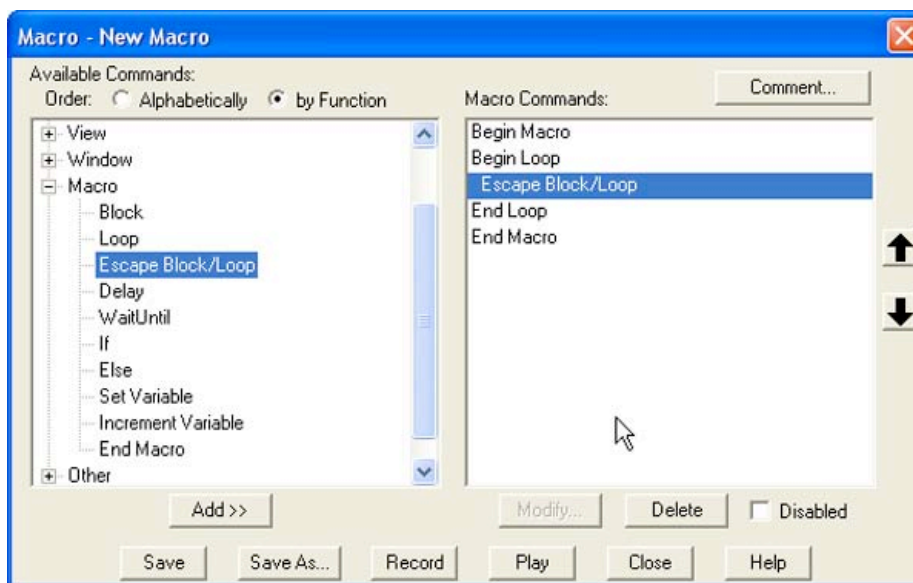 Macro - New Macro
Available Commands:
Order: Alphabetically by Function
Macro Commands:
Comment...
View
Window
Macro
Block
Loop
Escape Block/Loop
Delay
WaitUntil
If
Else
Set Variable
Increment Variable
End Macro
Other
Begin Macro
Begin Loop
Escape Block/Loop
End Loop
End Macro
Add >>
Modify...
Delete
Disabled
Save
Save As...
Record
Play
Close
Help